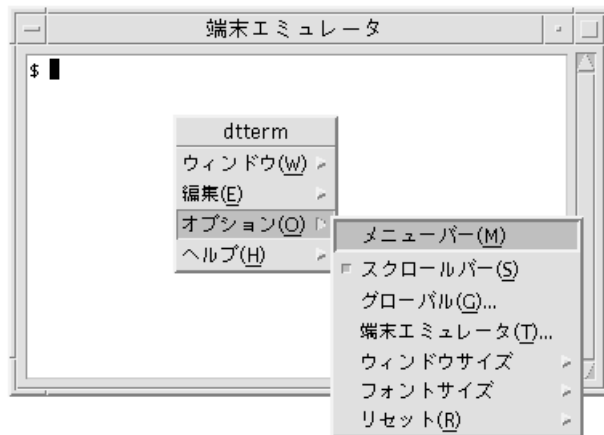 端末エミュレータ
$
dtterm
ウィンドウ(W)
編集(E)
オプション(O)
ヘルプ(H)
メニューバー(M)
スクロールバー(S)
グローバル(G)...
端末エミュレータ(T)...
ウィンドウサイズ
フォントサイズ
リセット(R)